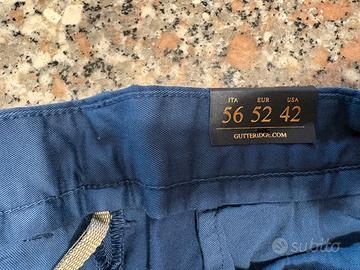 ITA EUR USA
56 52 42
GUTTERIDGE.COM
subito